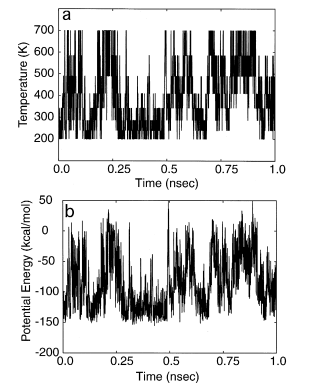 a
700
600
500
400
300
200
Temperature (K)
0.0 0.25 0.5 0.75 1.0
Time (nsec)
b
50
0
-50
-100
-150
-200
Potential Energy (kcal/mol)
0.0 0.25 0.5 0.75 1.0
Time (nsec)